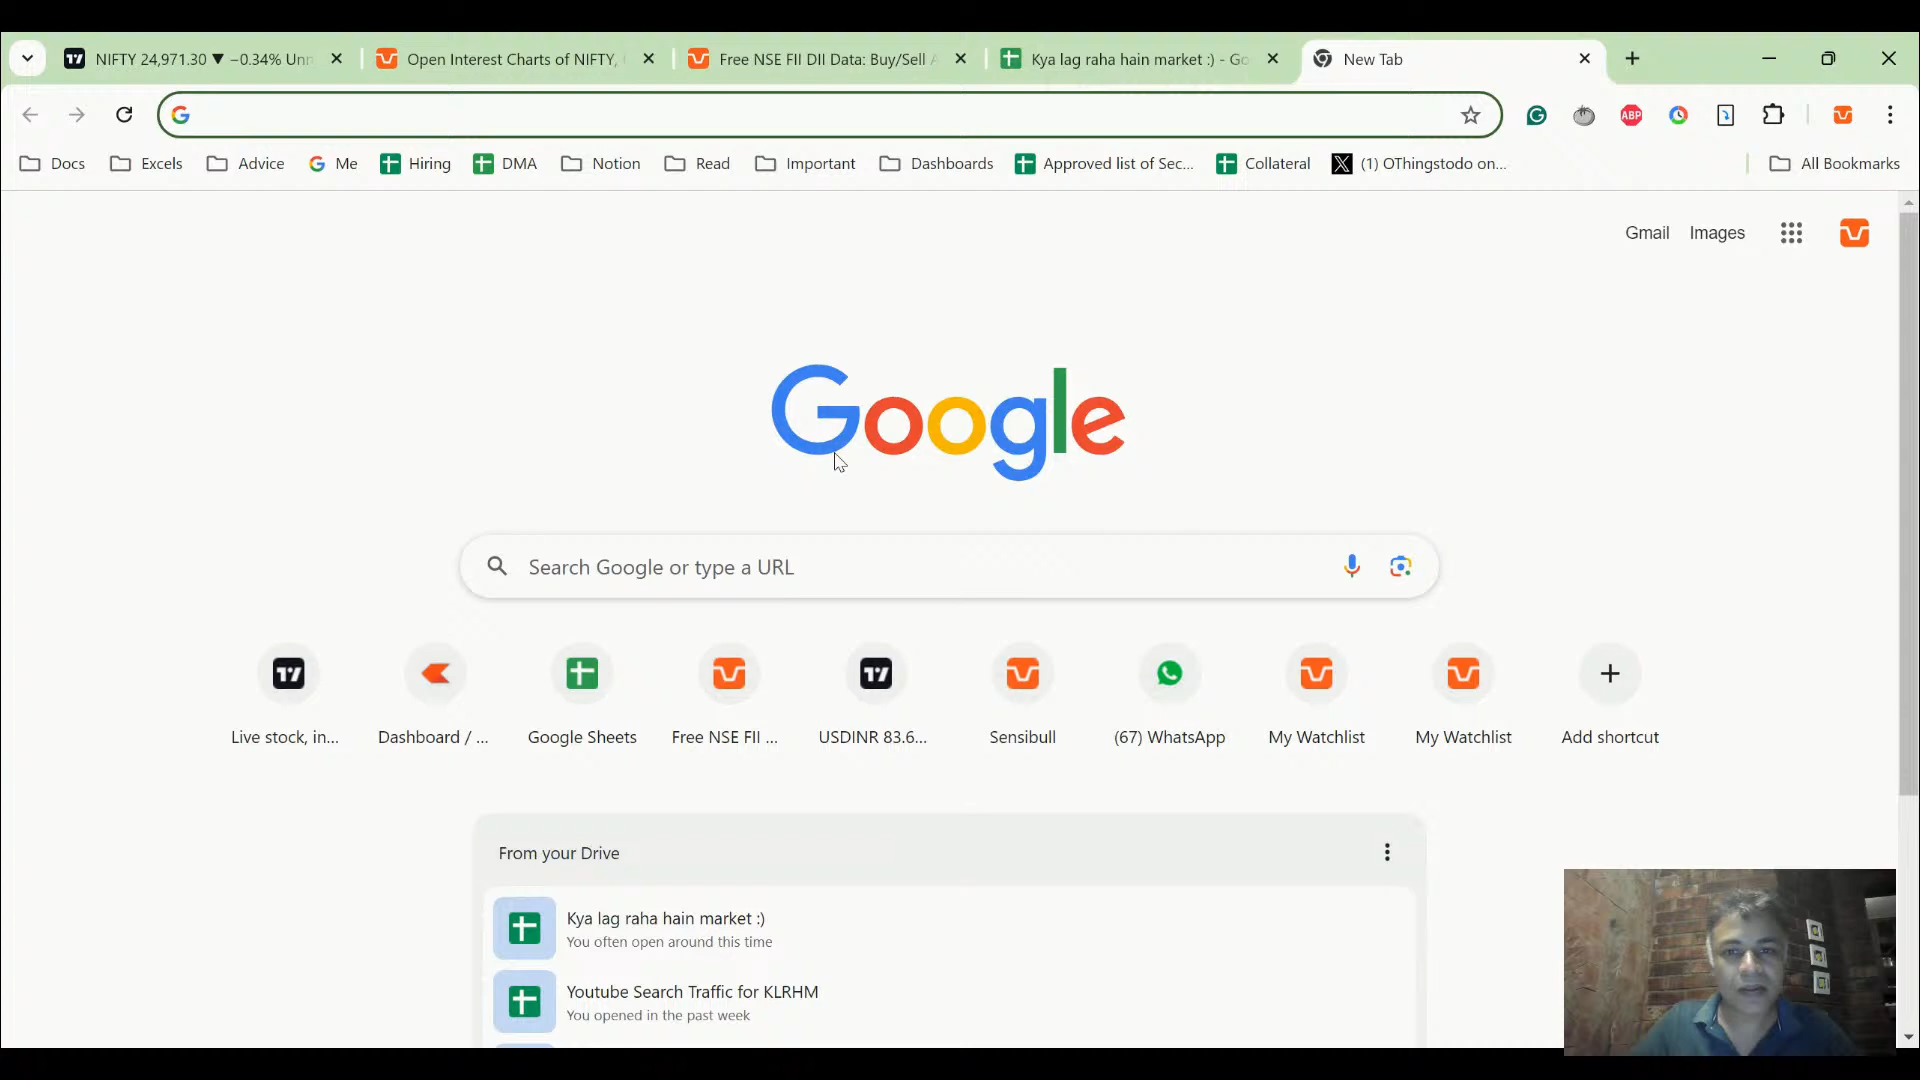 NIFTY 24,971.30 ▼ −0.34% Unn
Open Interest Charts of NIFTY,
Free NSE FII DII Data: Buy/Sell
Kya lag raha hain market :) - Go
New Tab
ABP
Docs
Excels
Advice
Me
Hiring
DMA
Notion
Read
Important
Dashboards
Approved list of Sec...
Collateral
(1) OThingstodo on...
All Bookmarks
Gmail
Images
Google
Search Google or type a URL
Live stock, in...
Dashboard / ...
Google Sheets
Free NSE FII ...
USDINR 83.6...
Sensibull
(67) WhatsApp
My Watchlist
My Watchlist
Add shortcut
From your Drive
Kya lag raha hain market :)
You often open around this time
Youtube Search Traffic for KLRHM
You opened in the past week